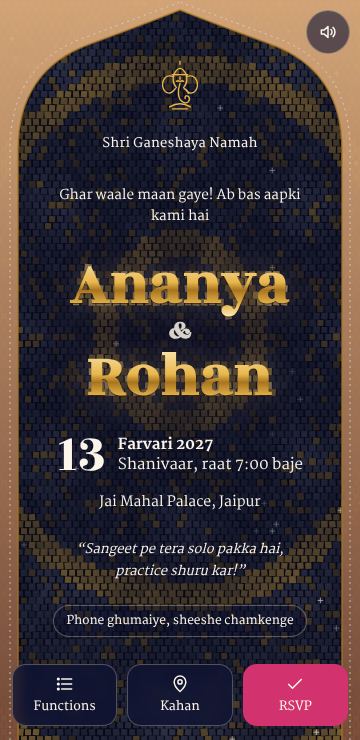 Shri Ganeshaya Namah
Ghar waale maan gaye! Ab bas aapki
kami hai
Ananya
&
Rohan
13 Farvari 2027
Shanivaar, raat 7:00 baje
Jai Mahal Palace, Jaipur
“Sangeet pe tera solo pakka hai,
practice shuru kar!”
Phone ghumaiye, sheeshe chamkenge
Functions
Kahan
RSVP